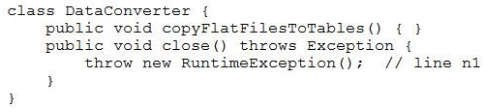 class DataConverter {
    public void copyFlatFilesToTables() { }
    public void close() throws Exception {
        throw new RuntimeException();  // line n1
    }
}